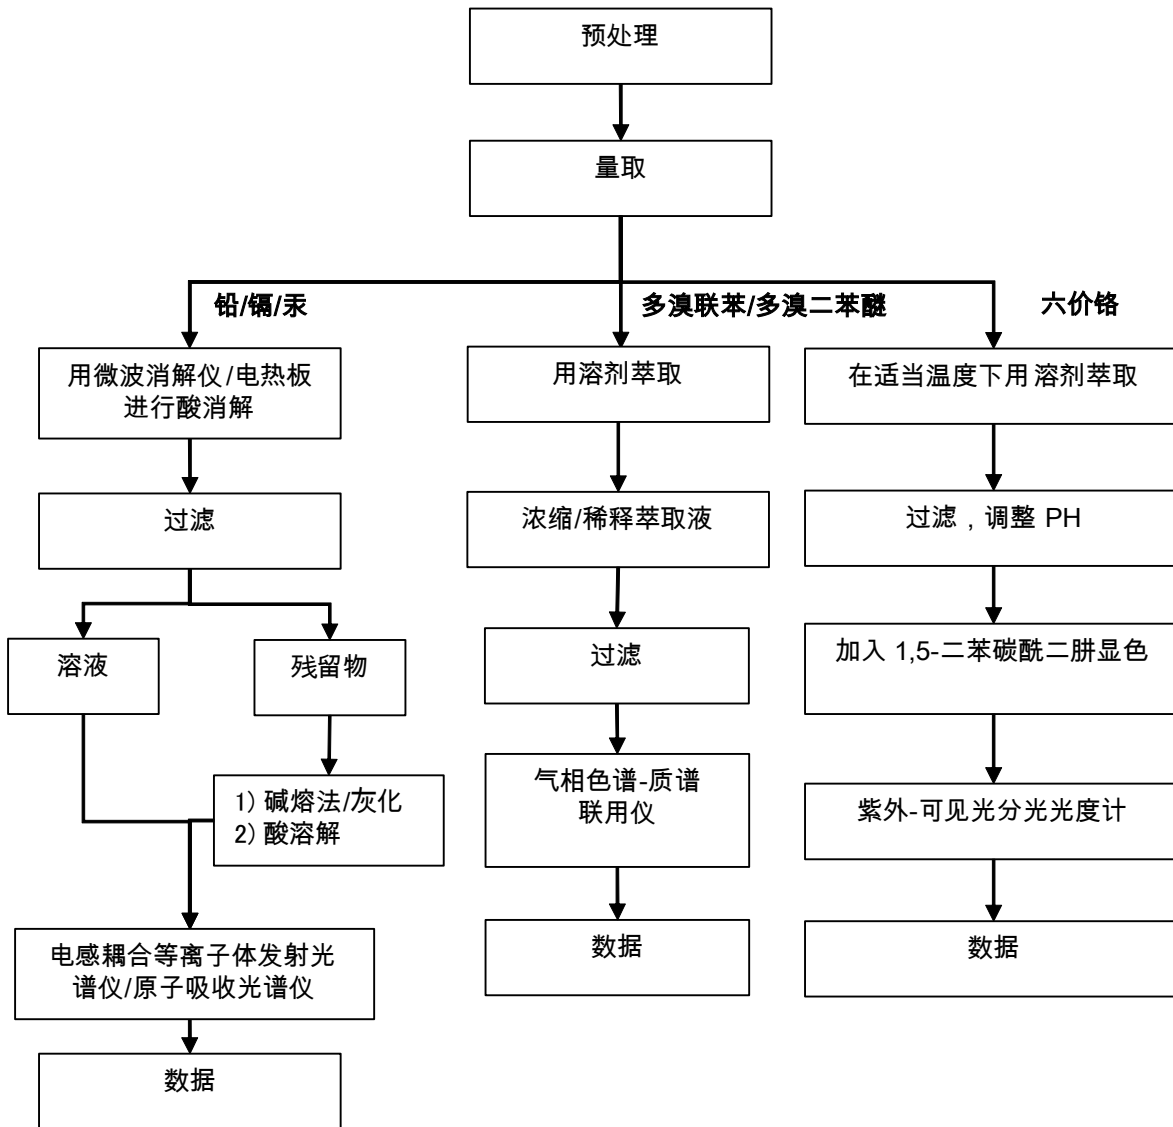 预处理
量取
铅/镉/汞
多溴联苯/多溴二苯醚
六价铬
用微波消解仪/电热板
进行酸消解
用溶剂萃取
在适当温度下用溶剂萃取
过滤
浓缩/稀释萃取液
过滤，调整 PH
溶液
残留物
过滤
加入 1,5-二苯碳酰二肼显色
1) 碱熔法/灰化
2) 酸溶解
气相色谱-质谱
联用仪
紫外-可见光分光光度计
电感耦合等离子体发射光
谱仪/原子吸收光谱仪
数据
数据
数据